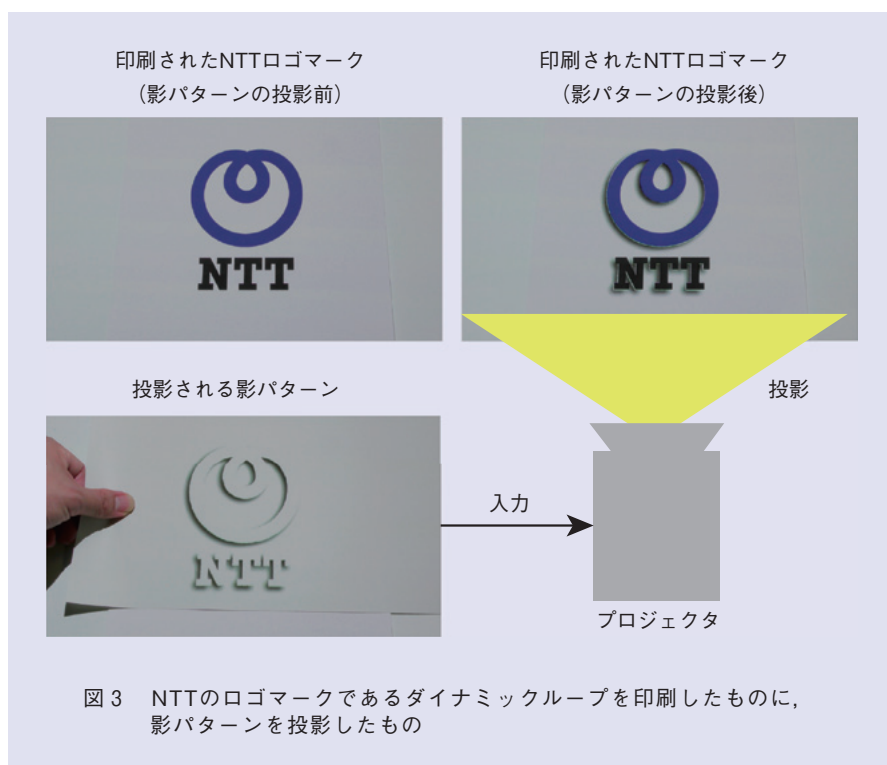 印刷されたNTTロゴマーク
（影パターンの投影前）
印刷されたNTTロゴマーク
（影パターンの投影後）
NTT
NTT
投影される影パターン
投影
NTT
入力
プロジェクタ
図3　NTTのロゴマークであるダイナミックループを印刷したものに，
影パターンを投影したもの